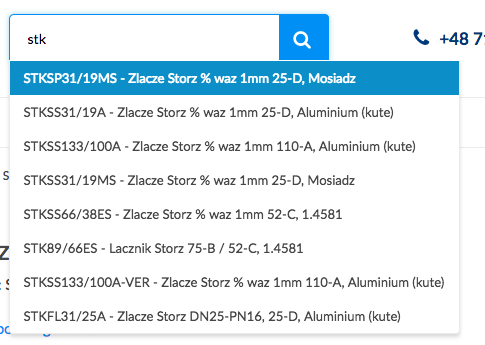 stk
+48 7
STKSP31/19MS - Zlacze Storz % waz 1mm 25-D, Mosiadz
STKSS31/19A - Zlacze Storz % waz 1mm 25-D, Aluminium (kute)
STKSS133/100A - Zlacze Storz % waz 1mm 110-A, Aluminium (kute)
STKSS31/19MS - Zlacze Storz % waz 1mm 25-D, Mosiadz
STKSS66/38ES - Zlacze Storz % waz 1mm 52-C, 1.4581
STK89/66ES - Lacznik Storz 75-B / 52-C, 1.4581
STKSS133/100A-VER - Zlacze Storz % waz 1mm 110-A, Aluminium (kute)
STKFL31/25A - Zlacze Storz DN25-PN16, 25-D, Aluminium (kute)